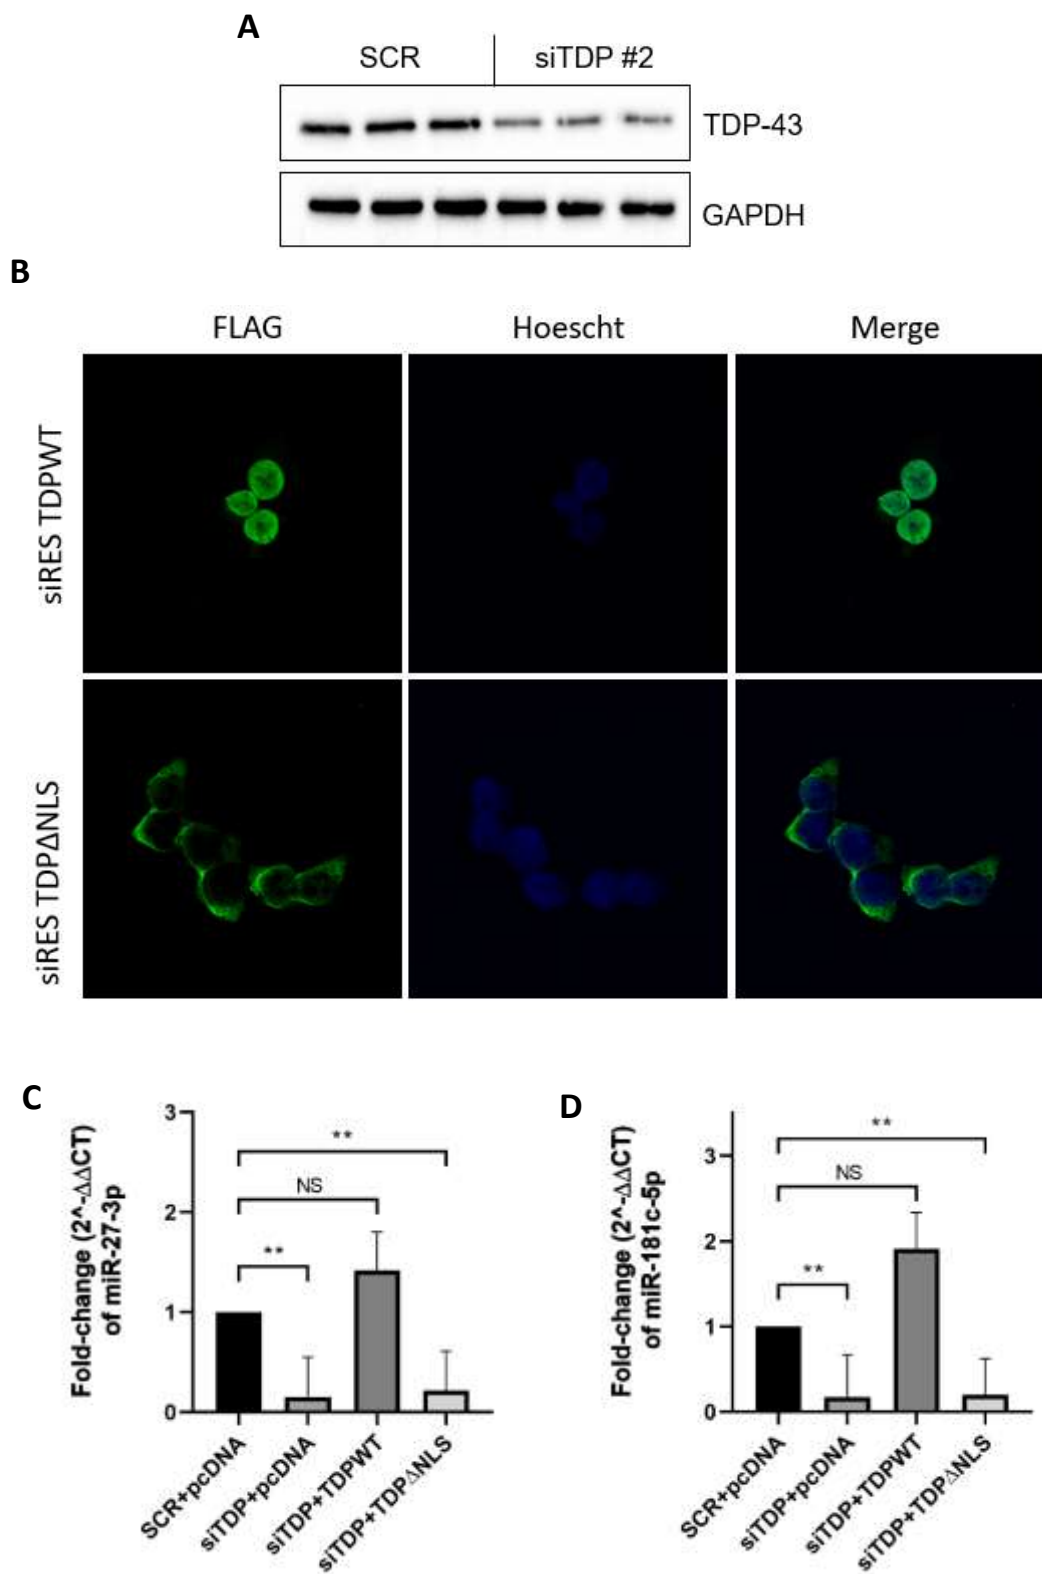 A
SCR
siTDP #2
TDP-43
GAPDH
B
FLAG
Hoescht
Merge
siRES TDPWT
siRES TDPΔNLS
C
Fold-change (2^-ΔΔCT)
of miR-27-3p
3
2
1
0
**
NS
**
SCR+pcDNA
siTDP+pcDNA
siTDP+TDPWT
siTDP+TDPΔNLS
D
Fold-change (2^-ΔΔCT)
of miR-181c-5p
3
2
1
0
**
NS
**
SCR+pcDNA
siTDP+pcDNA
siTDP+TDPWT
siTDP+TDPΔNLS